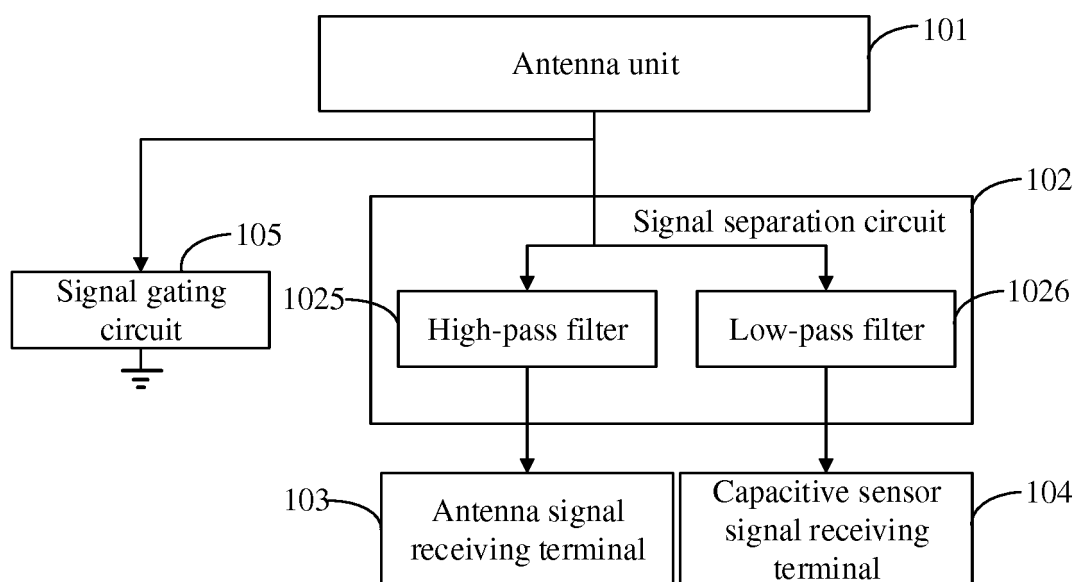 101
Antenna unit
102
Signal separation circuit
105
Signal gating
circuit
1025
High-pass filter
1026
Low-pass filter
103
Antenna signal
receiving terminal
104
Capacitive sensor
signal receiving
terminal